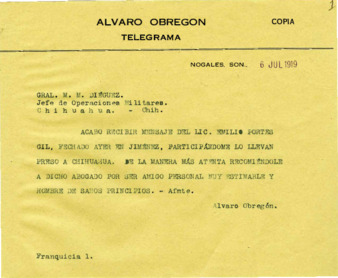 1
ALVARO OBREGON
COPIA
TELEGRAMA
NOGALES, SON., 6 JUL 1919
GRAL. M. M. DIÉGUEZ.
Jefe de Operaciones Militares.
C h i h u a h u a. - Chih.
ACABO RECIBIR MENSAJE DEL LIC. EMILIO PORTES
GIL, FECHADO AYER EN JIMÉNEZ, PARTICIPÁNDOME LO LLEVAN
PRESO A CHIHUAHUA. DE LA MANERA MÁS ATENTA RECOMIÉNDOLE
A DICHO ABOGADO POR SER AMIGO PERSONAL MUY ESTIMABLE Y
HOMBRE DE SANOS PRINCIPIOS. - Afmte.
Alvaro Obregón.
Franquicia 1.